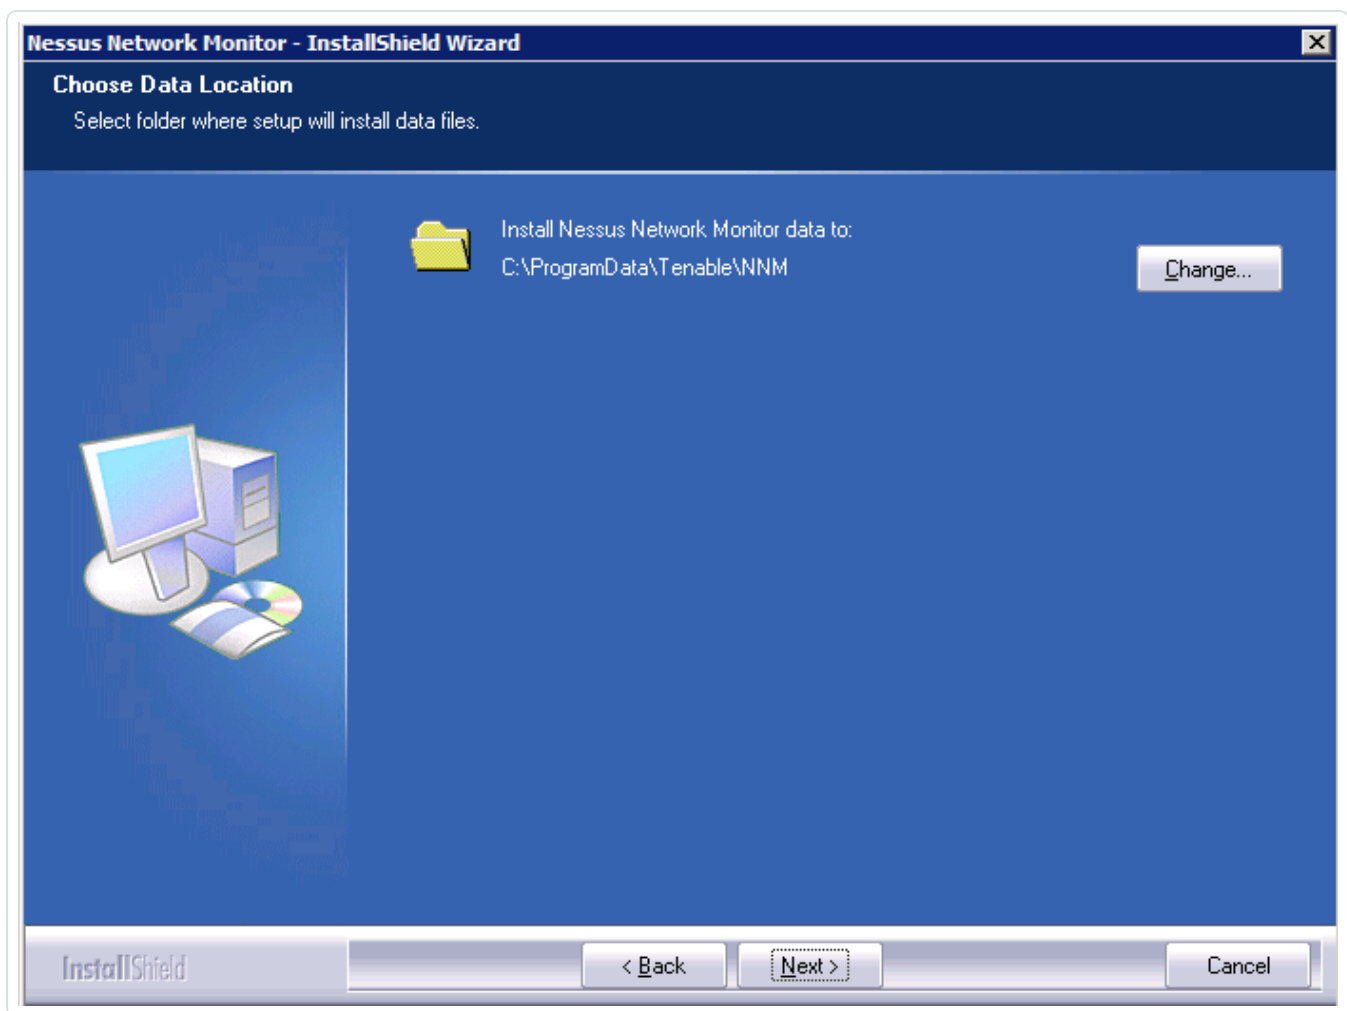 Nessus Network Monitor - InstallShield Wizard
Choose Data Location
Select folder where setup will install data files.
Install Nessus Network Monitor data to:
C:\ProgramData\Tenable\NNM
Change...
InstallShield
< Back
Next >
Cancel